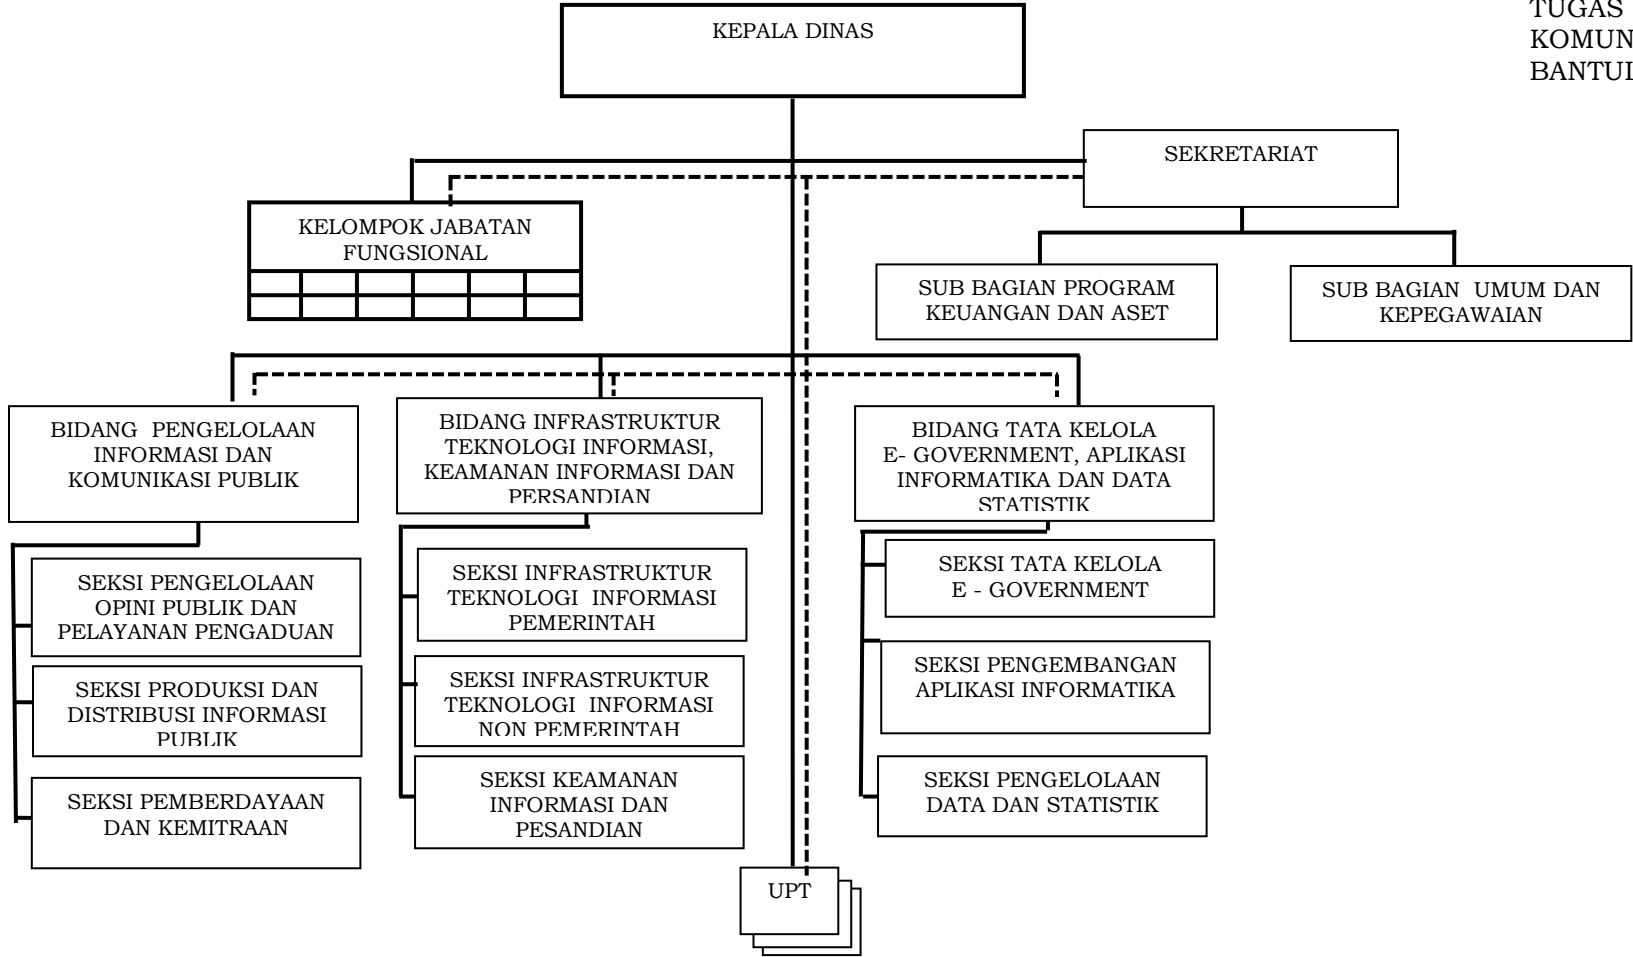 TUGAS
KOMUN
BANTUL
KEPALA DINAS
SEKRETARIAT
KELOMPOK JABATAN
FUNGSIONAL
SUB BAGIAN PROGRAM
KEUANGAN DAN ASET
SUB BAGIAN UMUM DAN
KEPEGAWAIAN
BIDANG PENGELOLAAN
INFORMASI DAN
KOMUNIKASI PUBLIK
BIDANG INFRASTRUKTUR
TEKNOLOGI INFORMASI,
KEAMANAN INFORMASI DAN
PERSANDIAN
BIDANG TATA KELOLA
E- GOVERNMENT, APLIKASI
INFORMATIKA DAN DATA
STATISTIK
SEKSI PENGELOLAAN
OPINI PUBLIK DAN
PELAYANAN PENGADUAN
SEKSI PRODUKSI DAN
DISTRIBUSI INFORMASI
PUBLIK
SEKSI PEMBERDAYAAN
DAN KEMITRAAN
SEKSI INFRASTRUKTUR
TEKNOLOGI INFORMASI
PEMERINTAH
SEKSI INFRASTRUKTUR
TEKNOLOGI INFORMASI
NON PEMERINTAH
SEKSI KEAMANAN
INFORMASI DAN
PESANDIAN
SEKSI TATA KELOLA
E - GOVERNMENT
SEKSI PENGEMBANGAN
APLIKASI INFORMATIKA
SEKSI PENGELOLAAN
DATA DAN STATISTIK
UPT